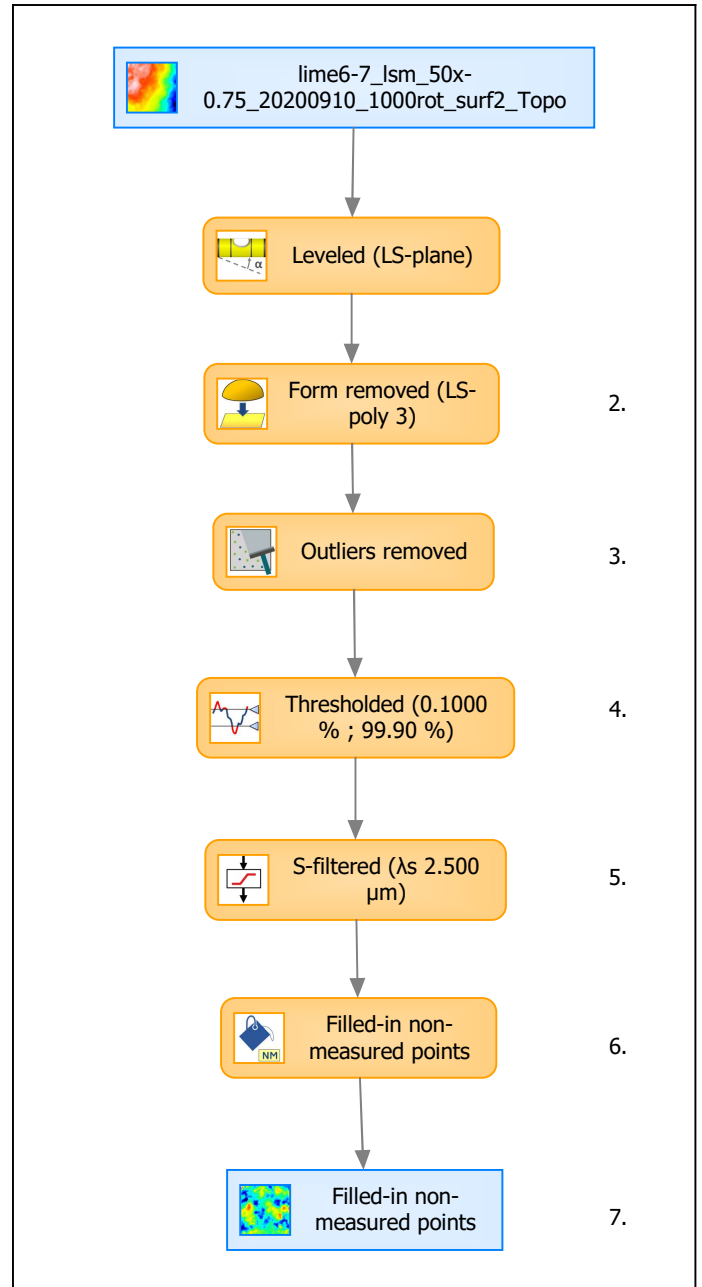 lime6-7_lsm_50x-
0.75_20200910_1000rot_surf2_Topo
α
Leveled (LS-plane)
Form removed (LS-
poly 3)
2.
Outliers removed
3.
Thresholded (0.1000
% ; 99.90 %)
4.
S-filtered (λs 2.500
µm)
5.
Filled-in non-
measured points
NM
6.
Filled-in non-
measured points
7.